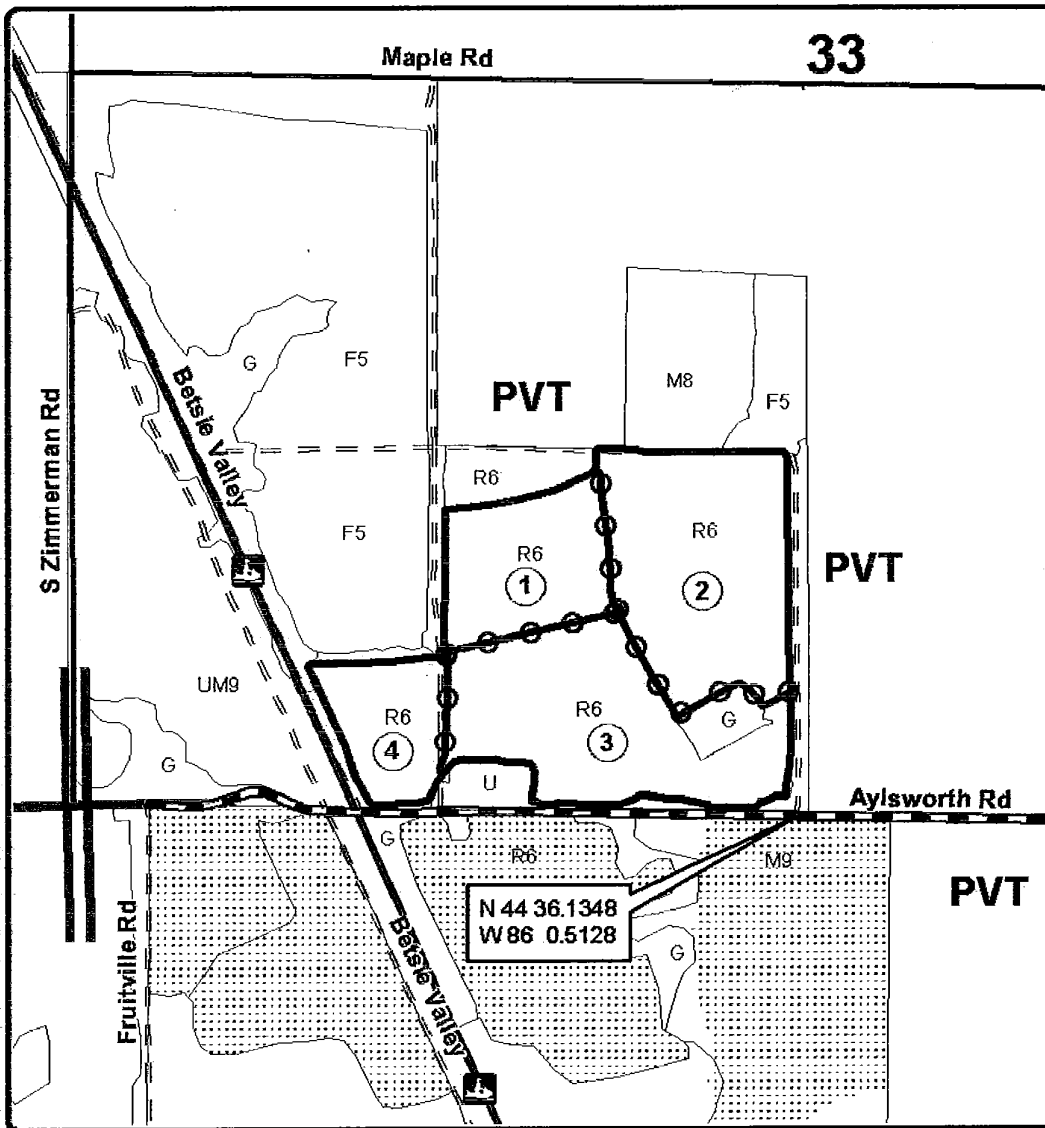 33
Maple Rd
G
F5
M8
F5
PVT
S Zimmerman Rd
Betsie Valley
R6
F5
R6
1
R6
2
PVT
UM9
R6
4
R6
3
G
G
U
Aylsworth Rd
G
R6
M9
PVT
N 44 36.1348
W 86 0.5128
G
Fruitville Rd
Betsie Valley